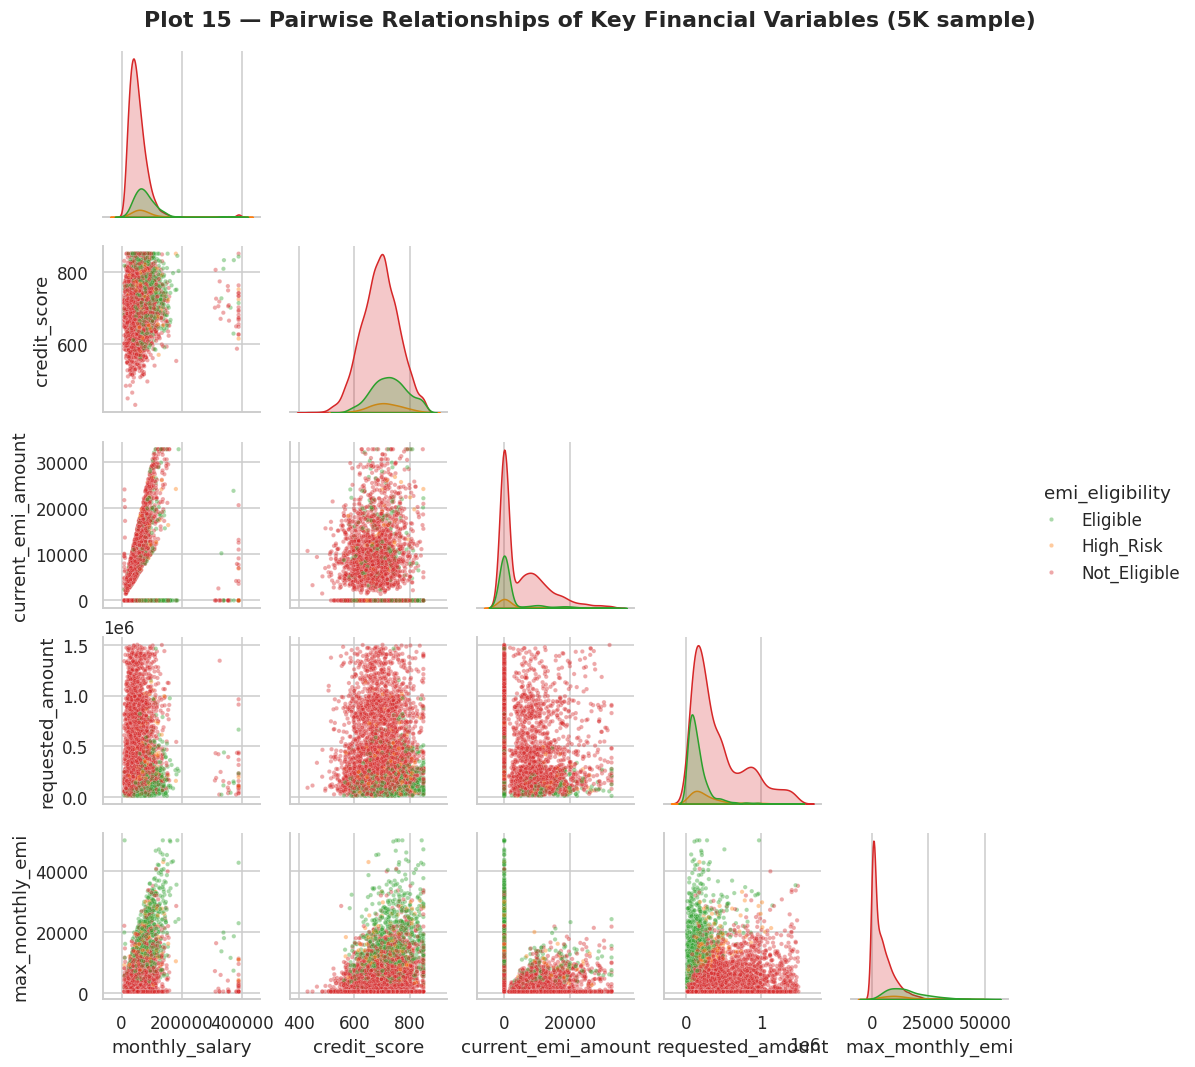 Plot 15 — Pairwise Relationships of Key Financial Variables (5K sample)
credit_score
800
600
current_emi_amount
30000
20000
10000
0
emi_eligibility
Eligible
High_Risk
Not_Eligible
1e6
requested_amount
1.5
1.0
0.5
0.0
max_monthly_emi
40000
20000
0
0 200000 400000
400 600 800
0 20000
0 1
0 25000 50000
1e6
monthly_salary
credit_score
current_emi_amount
requested_amount
max_monthly_emi